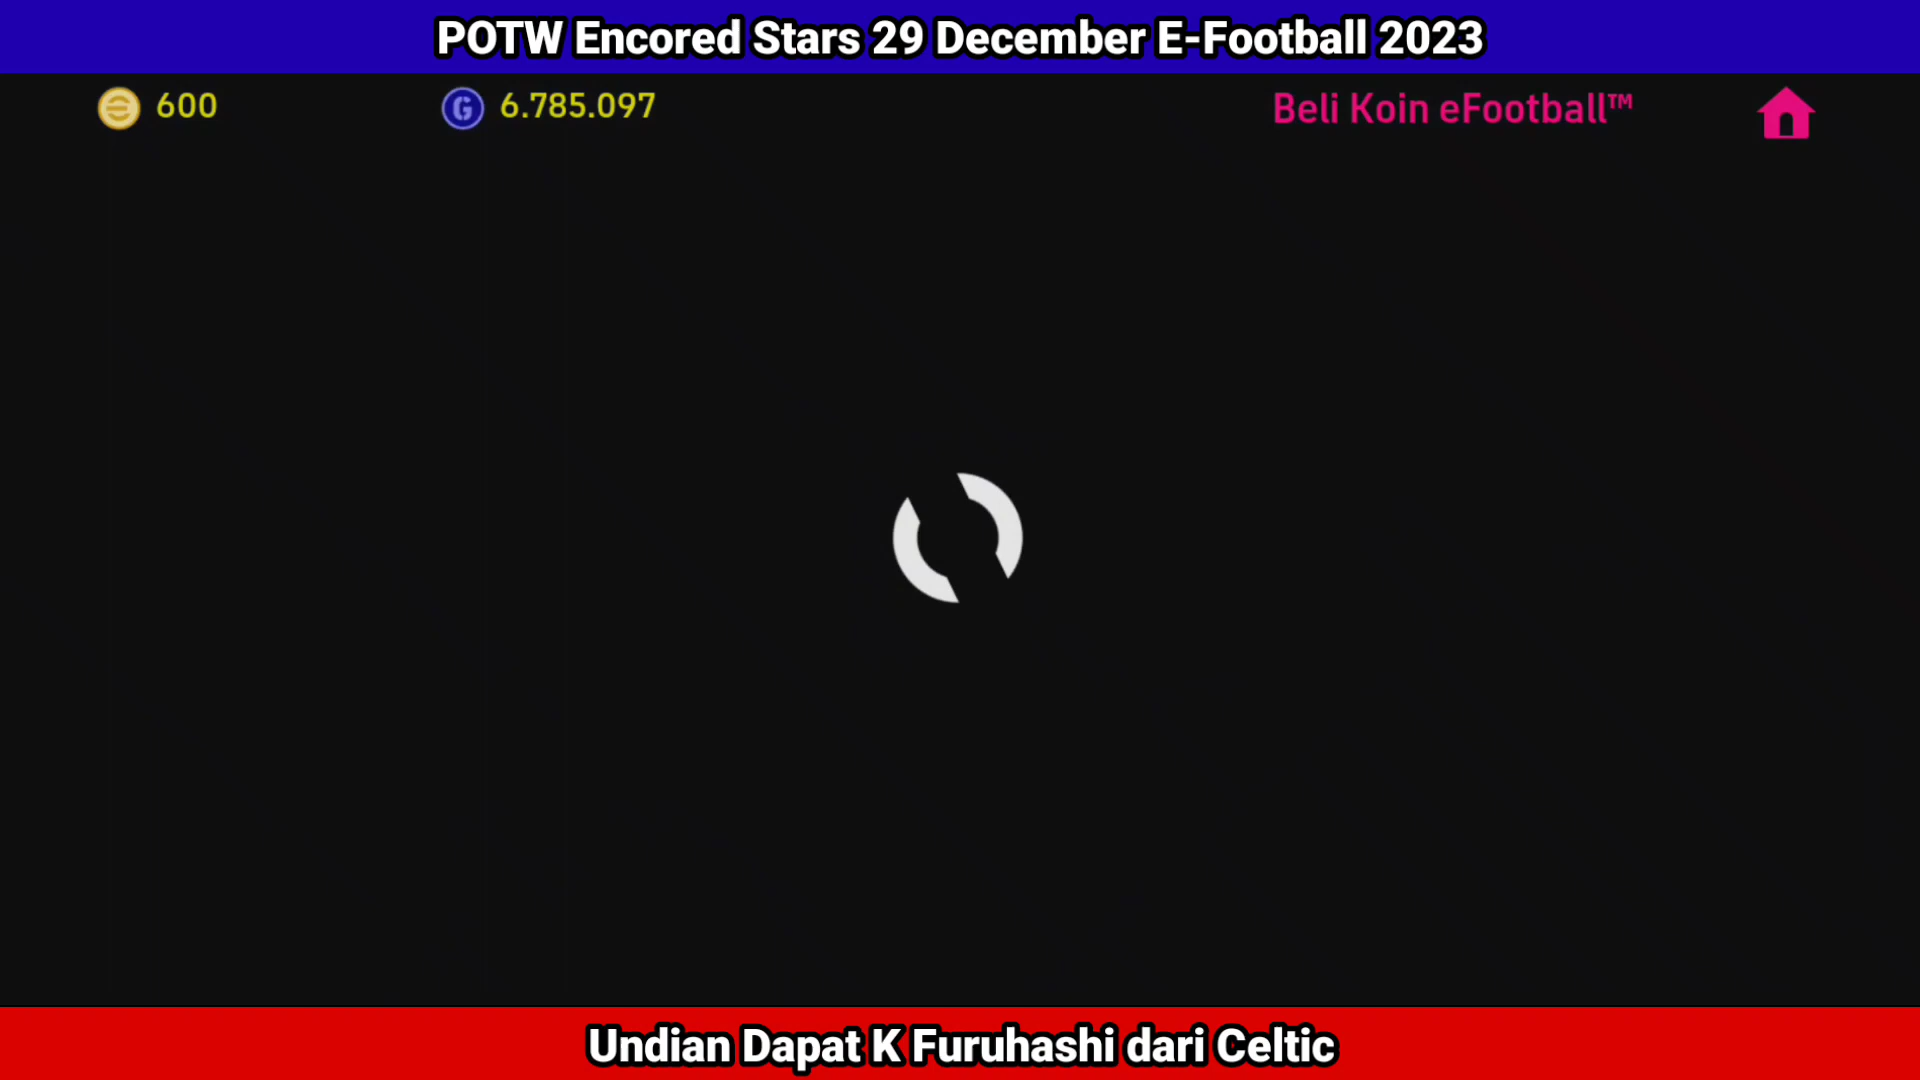 POTW Encored Stars 29 December E-Football 2023
600 6.785.097 Beli Koin eFootball™
Undian Dapat K Furuhashi dari Celtic